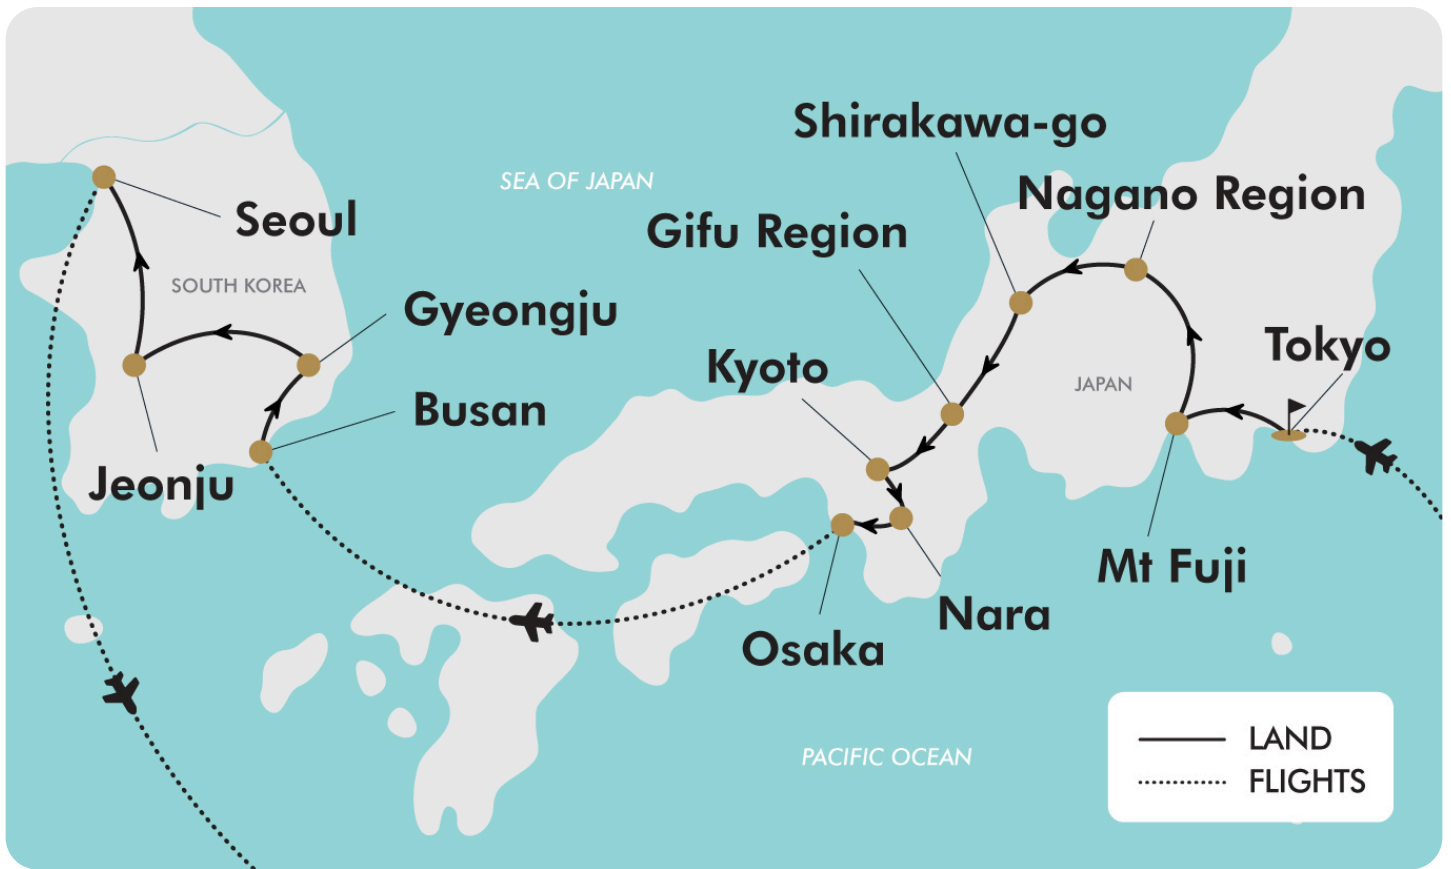 Shirakawa-go
SEA OF JAPAN
Nagano Region
Seoul
Gifu Region
SOUTH KOREA
Gyeongju
Tokyo
Kyoto
JAPAN
Busan
Jeonju
Mt Fuji
Nara
Osaka
PACIFIC OCEAN
LAND
FLIGHTS